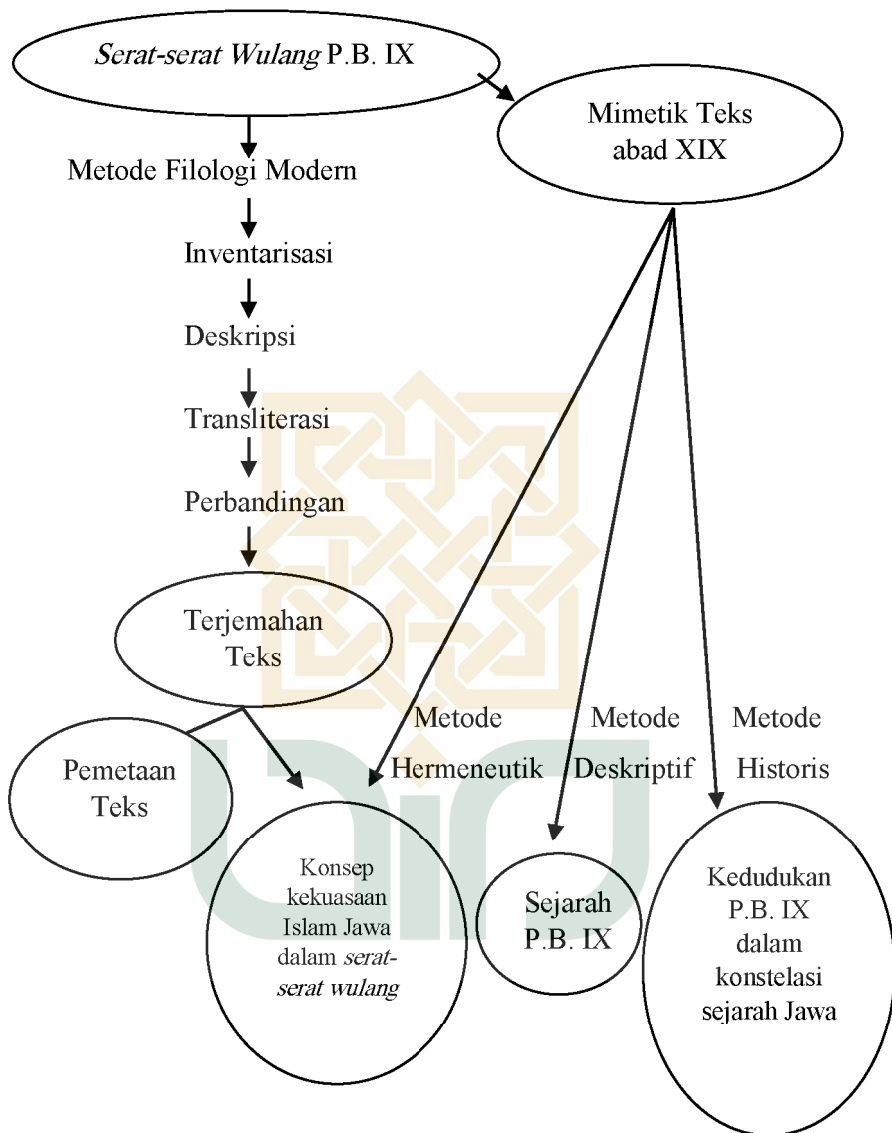 Serat-serat Wulang P.B. IX
Mimetik Teks
abad XIX
Metode Filologi Modern
Inventarisasi
Deskripsi
Transliterasi
Perbandingan
Terjemahan
Teks
Pemetaan
Teks
Metode
Hermeneutik
Metode
Deskriptif
Metode
Historis
Konsep
kekuasaan
Islam Jawa
dalam serat-
serat wulang
Sejarah
P.B. IX
Kedudukan
P.B. IX
dalam
konstelasi
sejarah Jawa